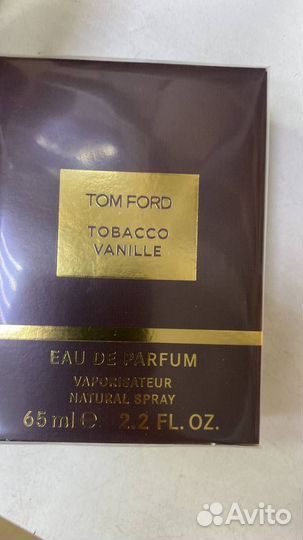 TOM FORD
TOBACCO
VANILLE
EAU DE PARFUM
VAPORISATEUR
NATURAL SPRAY
65 ml ℮ 2.2 FL. OZ.
Avito